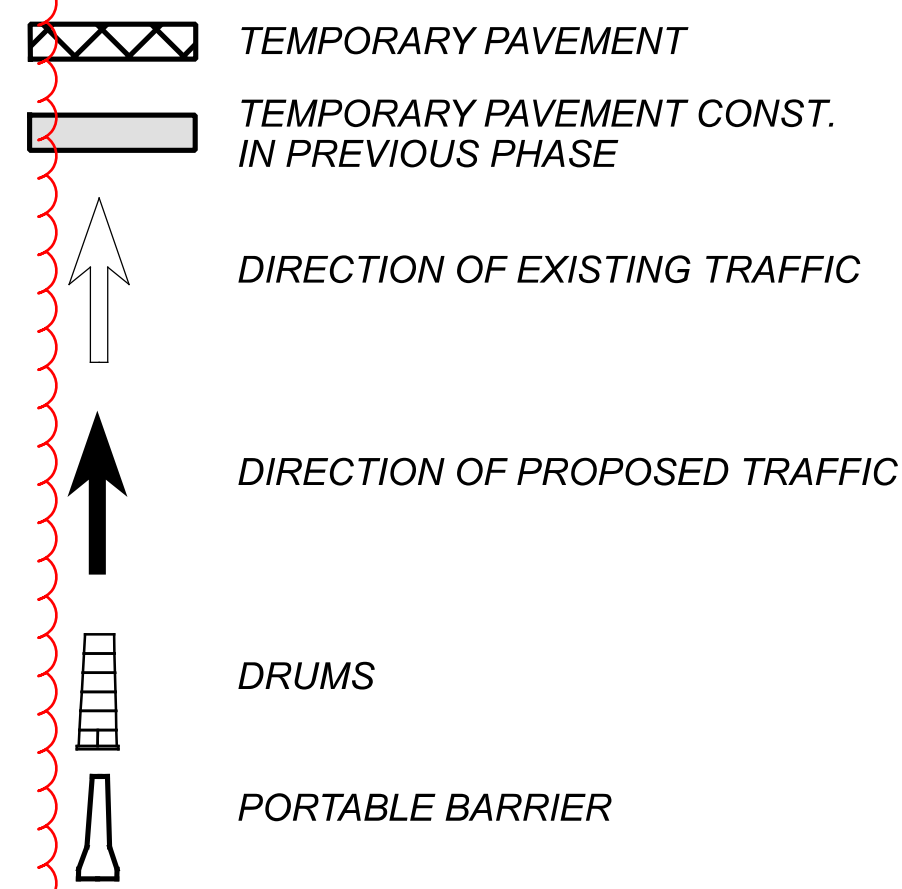 TEMPORARY PAVEMENT
TEMPORARY PAVEMENT CONST.
IN PREVIOUS PHASE
DIRECTION OF EXISTING TRAFFIC
DIRECTION OF PROPOSED TRAFFIC
DRUMS
PORTABLE BARRIER